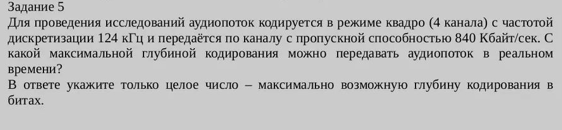 Задание 5
Для проведения исследований аудиопоток кодируется в режиме квадро (4 канала) с частотой
дискретизации 124 кГц и передаётся по каналу с пропускной способностью 840 Кбайт/сек. С
какой максимальной глубиной кодирования можно передавать аудиопоток в реальном
времени?
В ответе укажите только целое число – максимально возможную глубину кодирования в
битах.